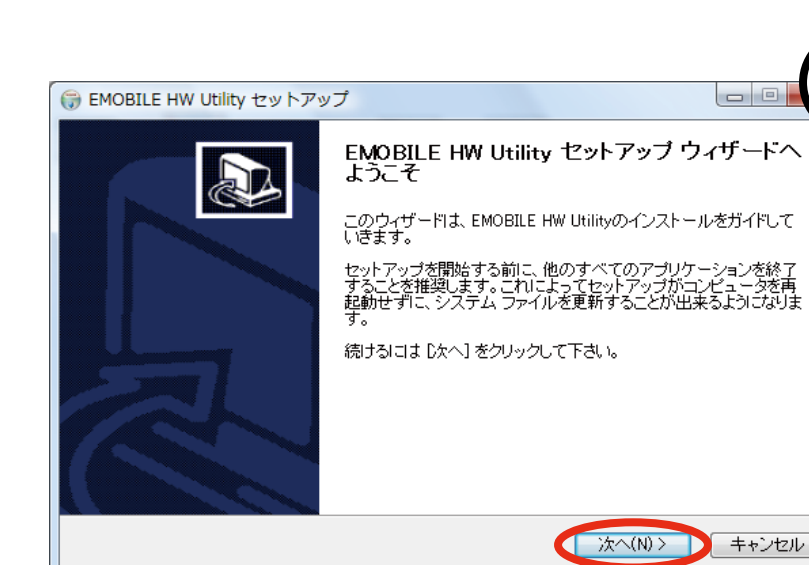 EMOBILE HW Utility セットアップ
EMOBILE HW Utility セットアップ ウィザードへ
ようこそ
このウィザードは、EMOBILE HW Utilityのインストールをガイドして
いきます。
セットアップを開始する前に、他のすべてのアプリケーションを終了
することを推奨します。これによってセットアップがコンピュータを再
起動せずに、システム ファイルを更新することが出来るようになりま
す。
続けるには [次へ] をクリックして下さい。
次へ(N) >
キャンセル